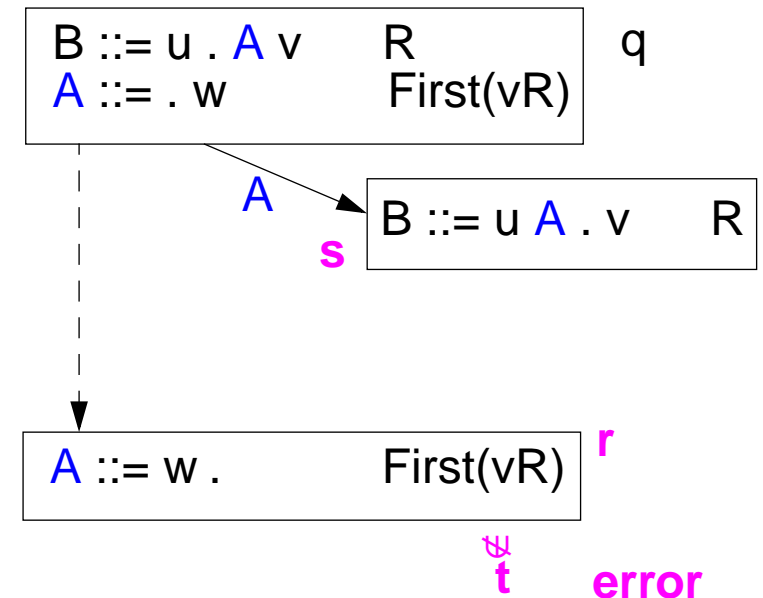 B ::= u . A v R q
A ::= . w First(vR)
A
B ::= u A . v R
s
A ::= w . First(vR) r
∉
t error